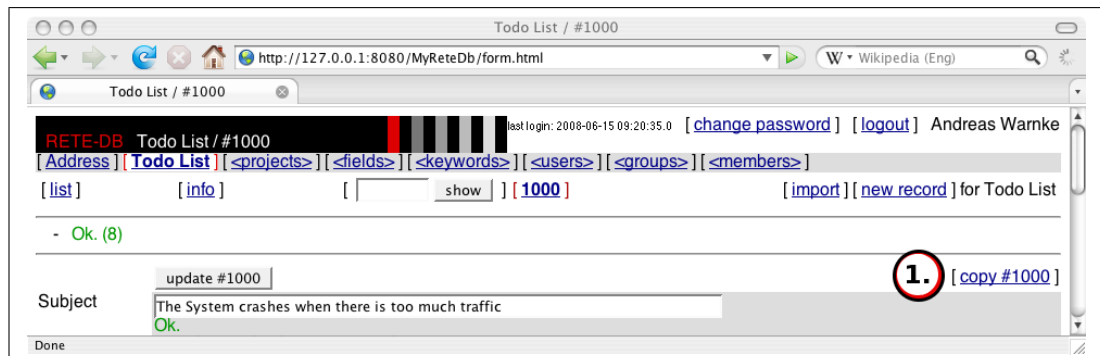 Todo List / #1000
http://127.0.0.1:8080/MyReteDb/form.html W Wikipedia (Eng)
Todo List / #1000
RETE-DB Todo List / #1000 last login: 2008-06-15 09:20:35.0 [ change password ] [ logout ] Andreas Warnke
[ Address ] [ Todo List ] [ <projects> ] [ <fields> ] [ <keywords> ] [ <users> ] [ <groups> ] [ <members> ]
[ list ] [ info ] [ show ] [ 1000 ] [ import ] [ new record ] for Todo List
- Ok. (8)
update #1000 1. [ copy #1000 ]
Subject The System crashes when there is too much traffic
Ok.
Done